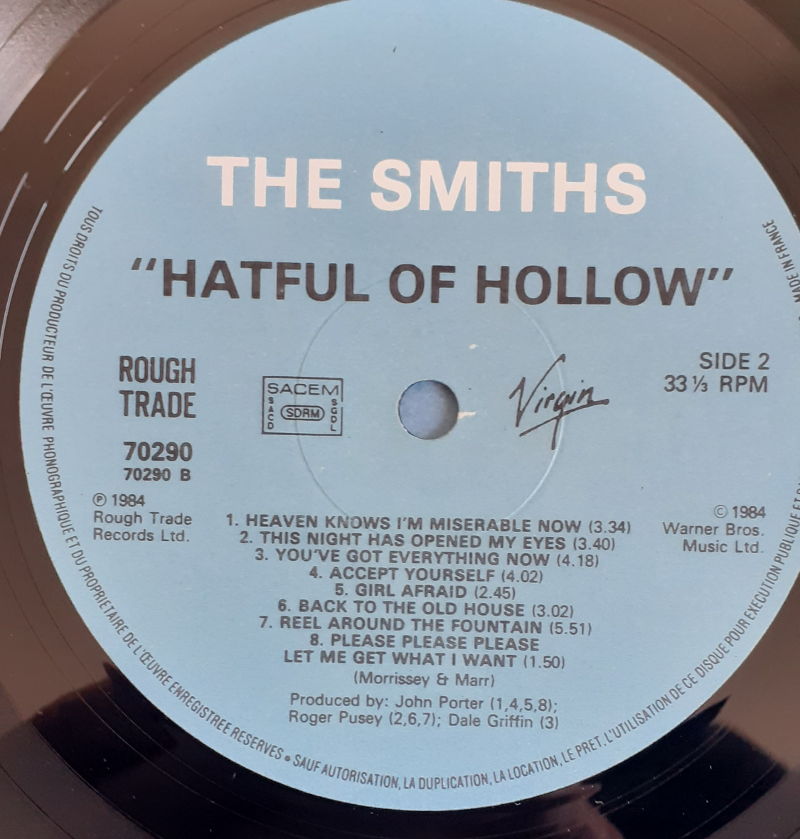 THE SMITHS
"HATFUL OF HOLLOW"
ROUGH
TRADE
70290
70290 B
SACEM
SACD
SDRM
SGDL
Virgin
SIDE 2
33⅓ RPM
Ⓟ 1984
Rough Trade
Records Ltd.
© 1984
Warner Bros.
Music Ltd.
1. HEAVEN KNOWS I'M MISERABLE NOW (3.34)
2. THIS NIGHT HAS OPENED MY EYES (3.40)
3. YOU'VE GOT EVERYTHING NOW (4.18)
4. ACCEPT YOURSELF (4.02)
5. GIRL AFRAID (2.45)
6. BACK TO THE OLD HOUSE (3.02)
7. REEL AROUND THE FOUNTAIN (5.51)
8. PLEASE PLEASE PLEASE
LET ME GET WHAT I WANT (1.50)
(Morrissey & Marr)
Produced by: John Porter (1,4,5,8);
Roger Pusey (2,6,7); Dale Griffin (3)
TOUS DROITS DU PRODUCTEUR DE L'ŒUVRE PHONOGRAPHIQUE ET DU PROPRIETAIRE DE L'ŒUVRE ENREGISTREE RESERVES • SAUF AUTORISATION, LA DUPLICATION, LA LOCATION, LE PRET, L'UTILISATION DE CE DISQUE POUR EXECUTION PUBLIQUE ET • MADE IN FRANCE